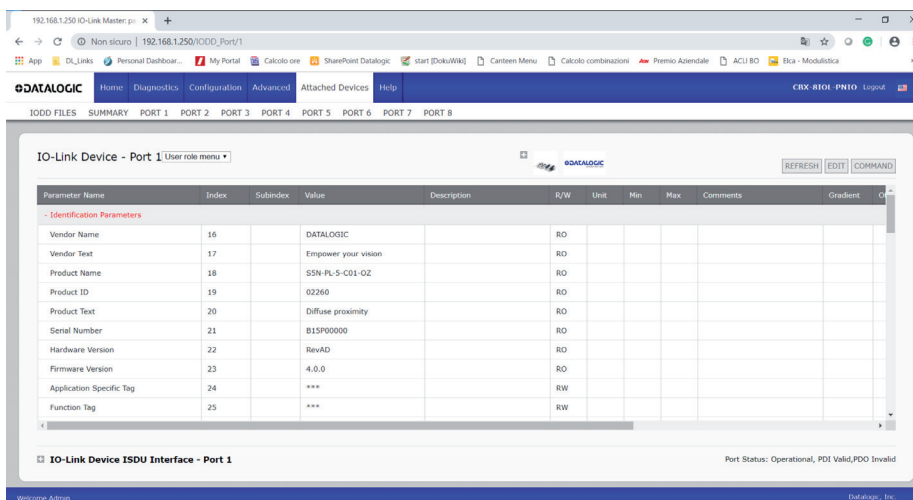 192.168.1.250 IO-Link Master: po
Non sicuro | 192.168.1.250/IODD_Port/1
App DL_Links Personal Dashboar... My Portal Calcolo ore SharePoint Datalogic start [DokuWiki] Canteen Menu Calcolo combinazioni Premio Aziendale ACLI BO Elca - Modulistica
DATALOGIC Home Diagnostics Configuration Advanced Attached Devices Help CBX-8IOL-PNIO Logout
IODD FILES SUMMARY PORT 1 PORT 2 PORT 3 PORT 4 PORT 5 PORT 6 PORT 7 PORT 8
IO-Link Device - Port 1 User role menu DATALOGIC REFRESH EDIT COMMAND
Parameter Name Index Subindex Value Description R/W Unit Min Max Comments Gradient
- Identification Parameters
Vendor Name 16 DATALOGIC RO
Vendor Text 17 Empower your vision RO
Product Name 18 S5N-PL-5-C01-OZ RO
Product ID 19 02260 RO
Product Text 20 Diffuse proximity RO
Serial Number 21 B15P00000 RO
Hardware Version 22 RevAD RO
Firmware Version 23 4.0.0 RO
Application Specific Tag 24 *** RW
Function Tag 25 *** RW
IO-Link Device ISDU Interface - Port 1 Port Status: Operational, PDI Valid,PDO Invalid
Welcome Admin Datalogic, Inc.